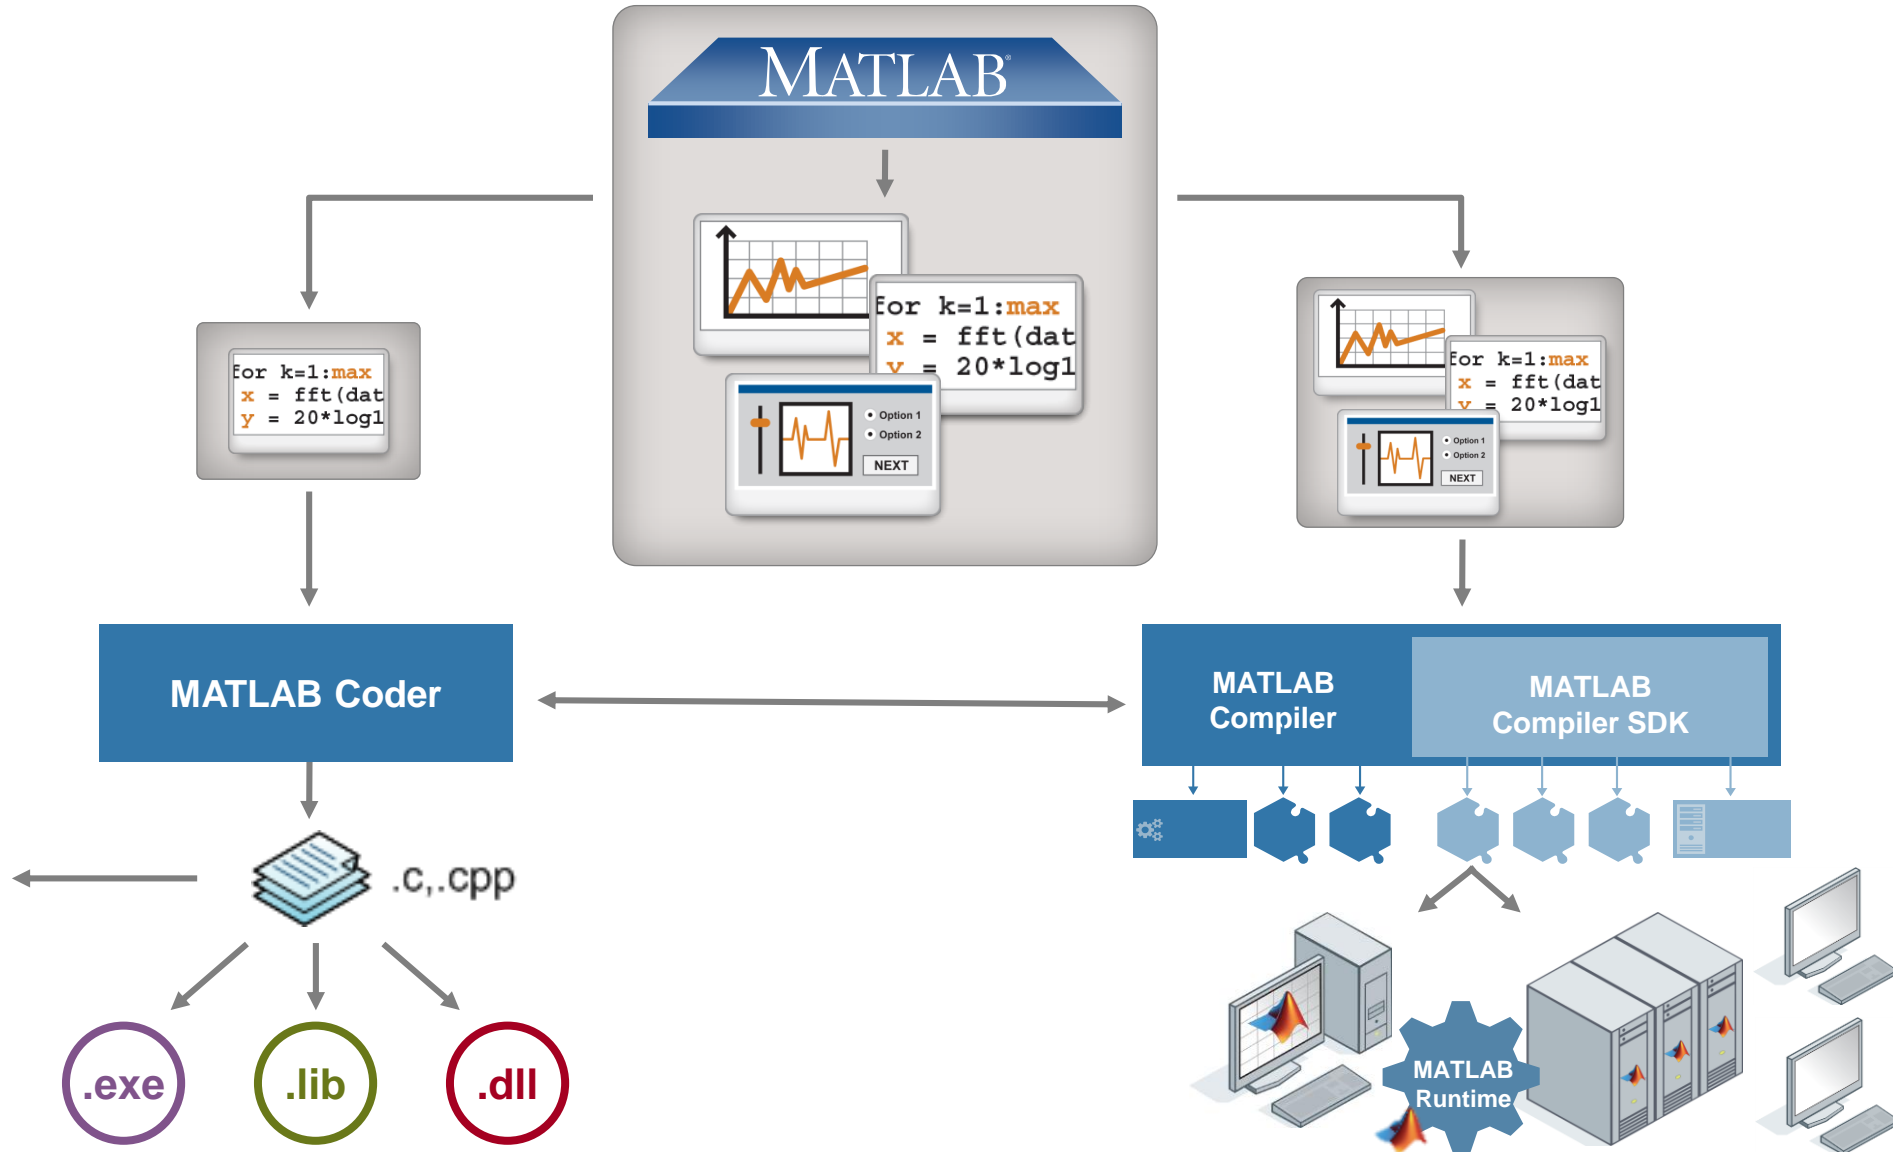 MATLAB®
for k=1:max
x = fft(dat
y = 20*log1
Option 1
Option 2
NEXT
for k=1:max
x = fft(dat
y = 20*log1
for k=1:max
x = fft(dat
y = 20*log1
Option 1
Option 2
NEXT
MATLAB Coder
MATLAB
Compiler
MATLAB
Compiler SDK
.c,.cpp
.exe
.lib
.dll
MATLAB
Runtime